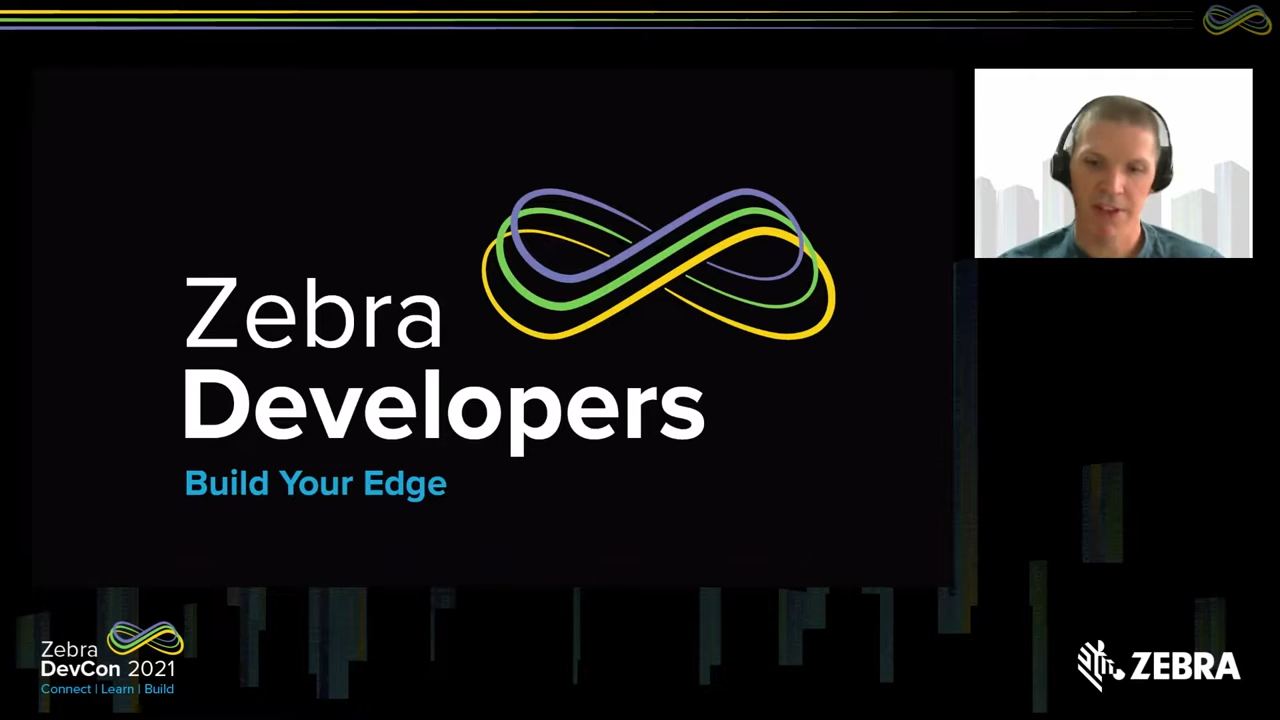 Zebra
Developers
Build Your Edge
Zebra
DevCon 2021
Connect | Learn | Build
ZEBRA